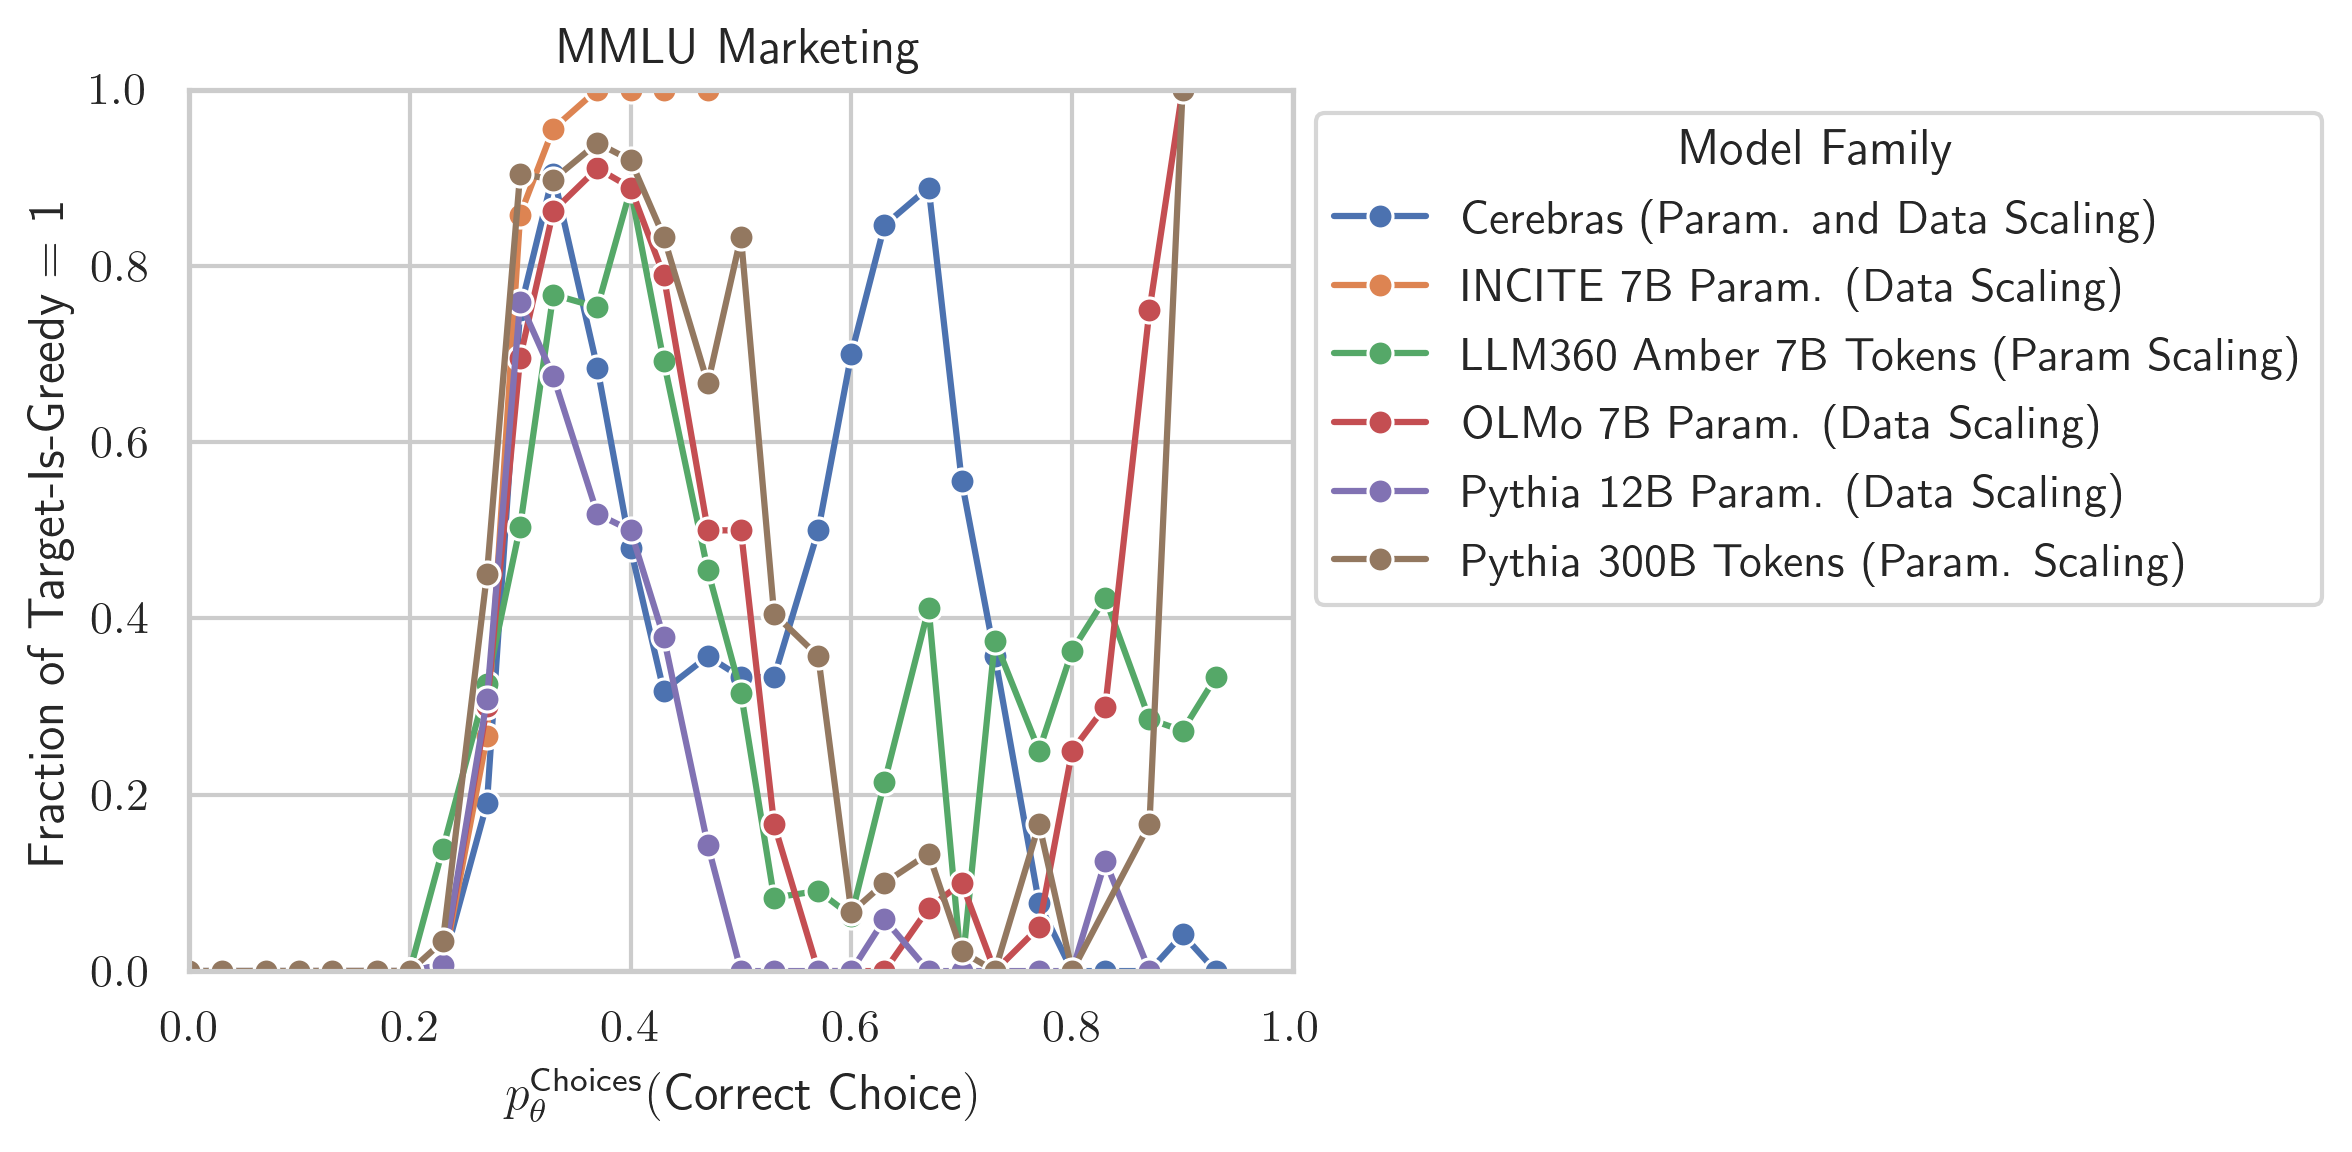 MMLU Marketing
1.0
0.8
0.6
0.4
0.2
0.0
Fraction of Target-Is-Greedy = 1
0.0 0.2 0.4 0.6 0.8 1.0
p_θ^Choices(Correct Choice)
Model Family
Cerebras (Param. and Data Scaling)
INCITE 7B Param. (Data Scaling)
LLM360 Amber 7B Tokens (Param Scaling)
OLMo 7B Param. (Data Scaling)
Pythia 12B Param. (Data Scaling)
Pythia 300B Tokens (Param. Scaling)